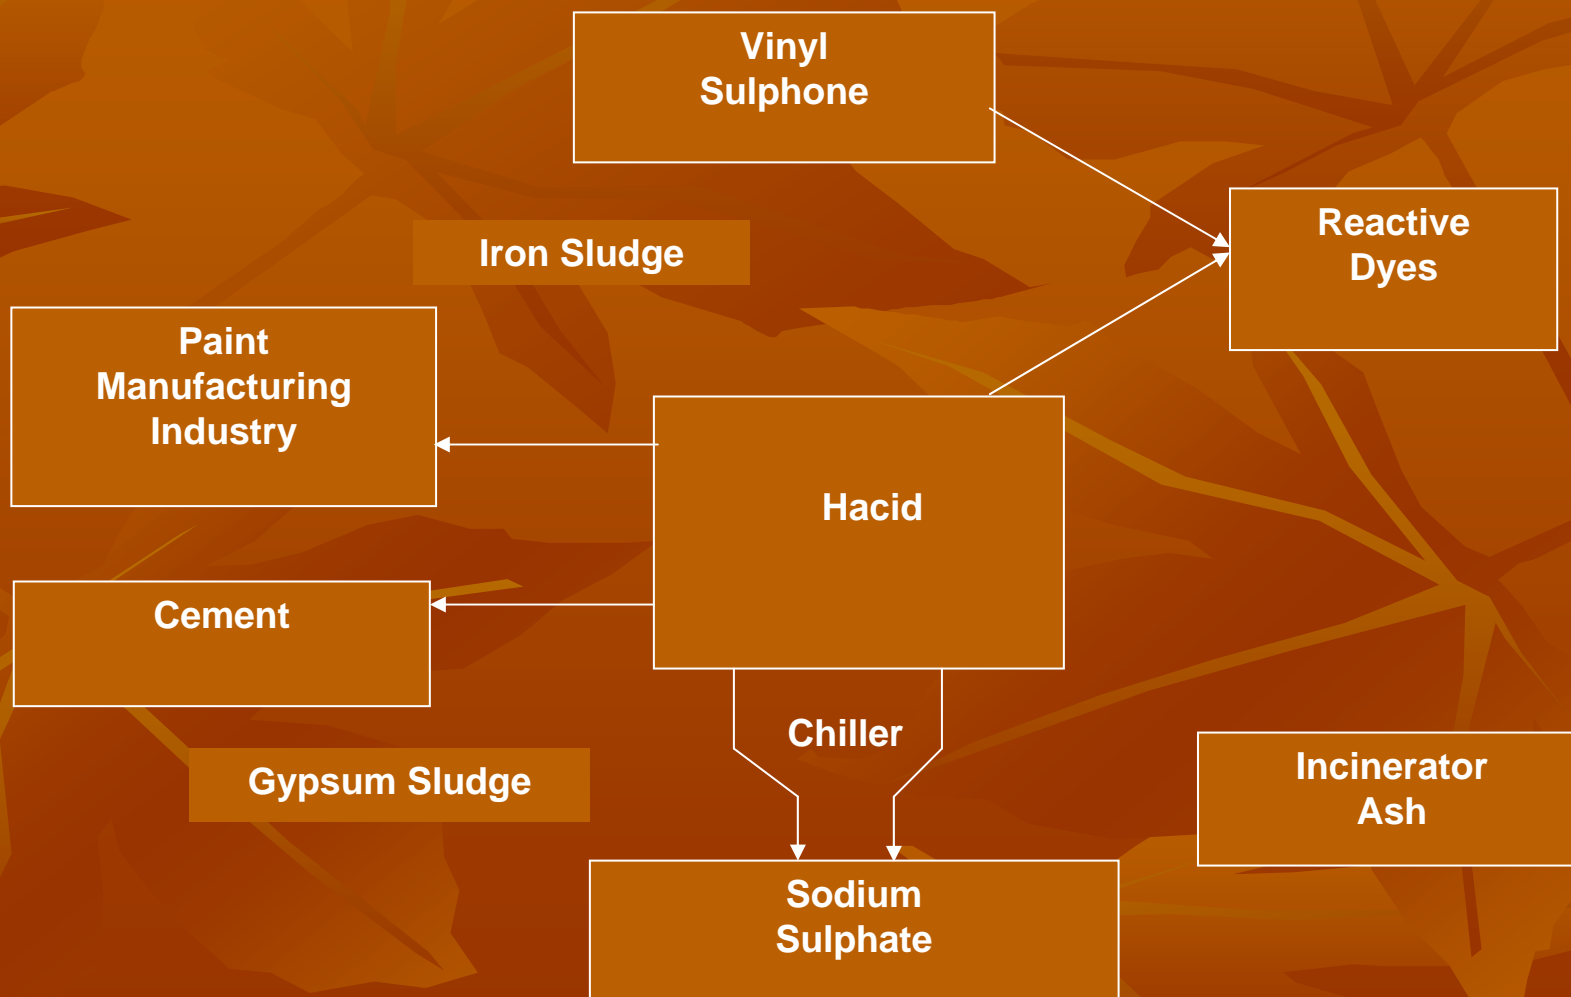 Vinyl
Sulphone
Reactive
Dyes
Iron Sludge
Paint
Manufacturing
Industry
Hacid
Cement
Chiller
Gypsum Sludge
Incinerator
Ash
Sodium
Sulphate